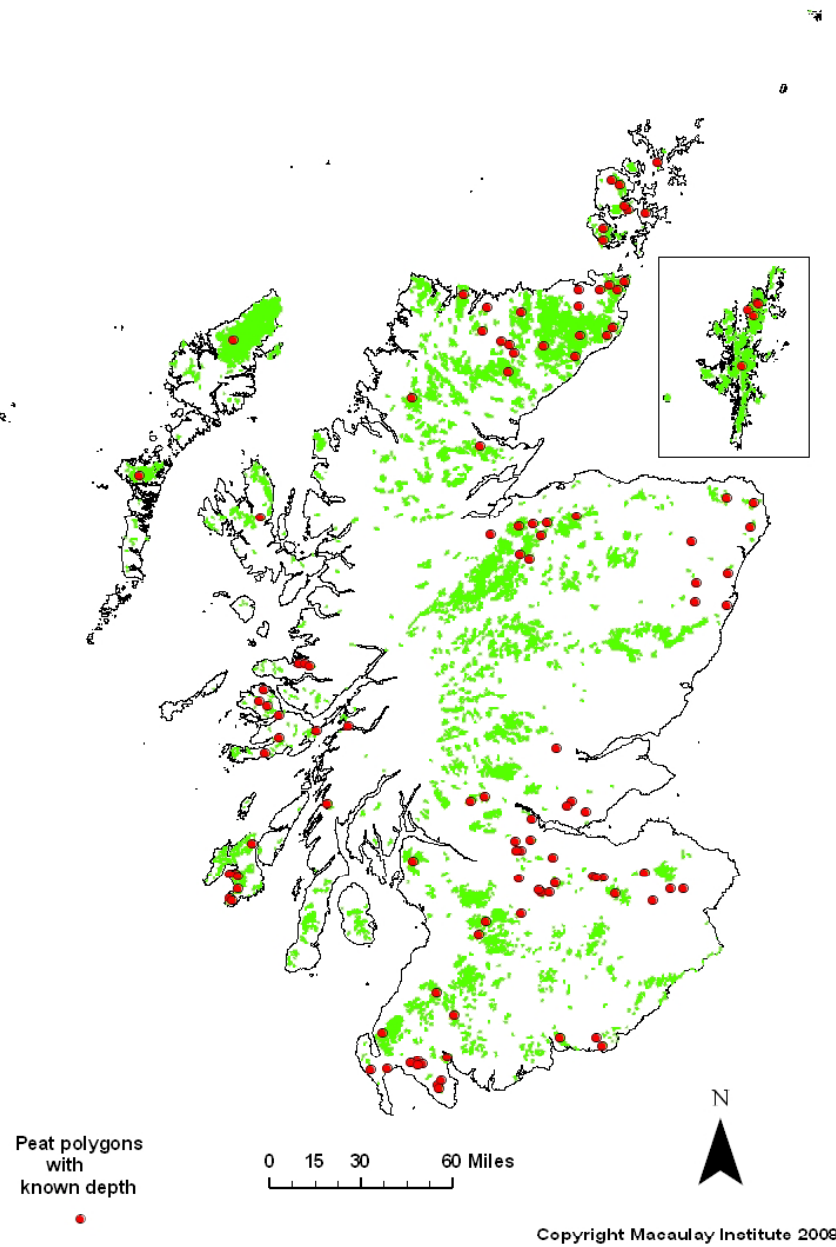 N
Peat polygons
with
known depth
0 15 30 60 Miles
Copyright Macaulay Institute 2009